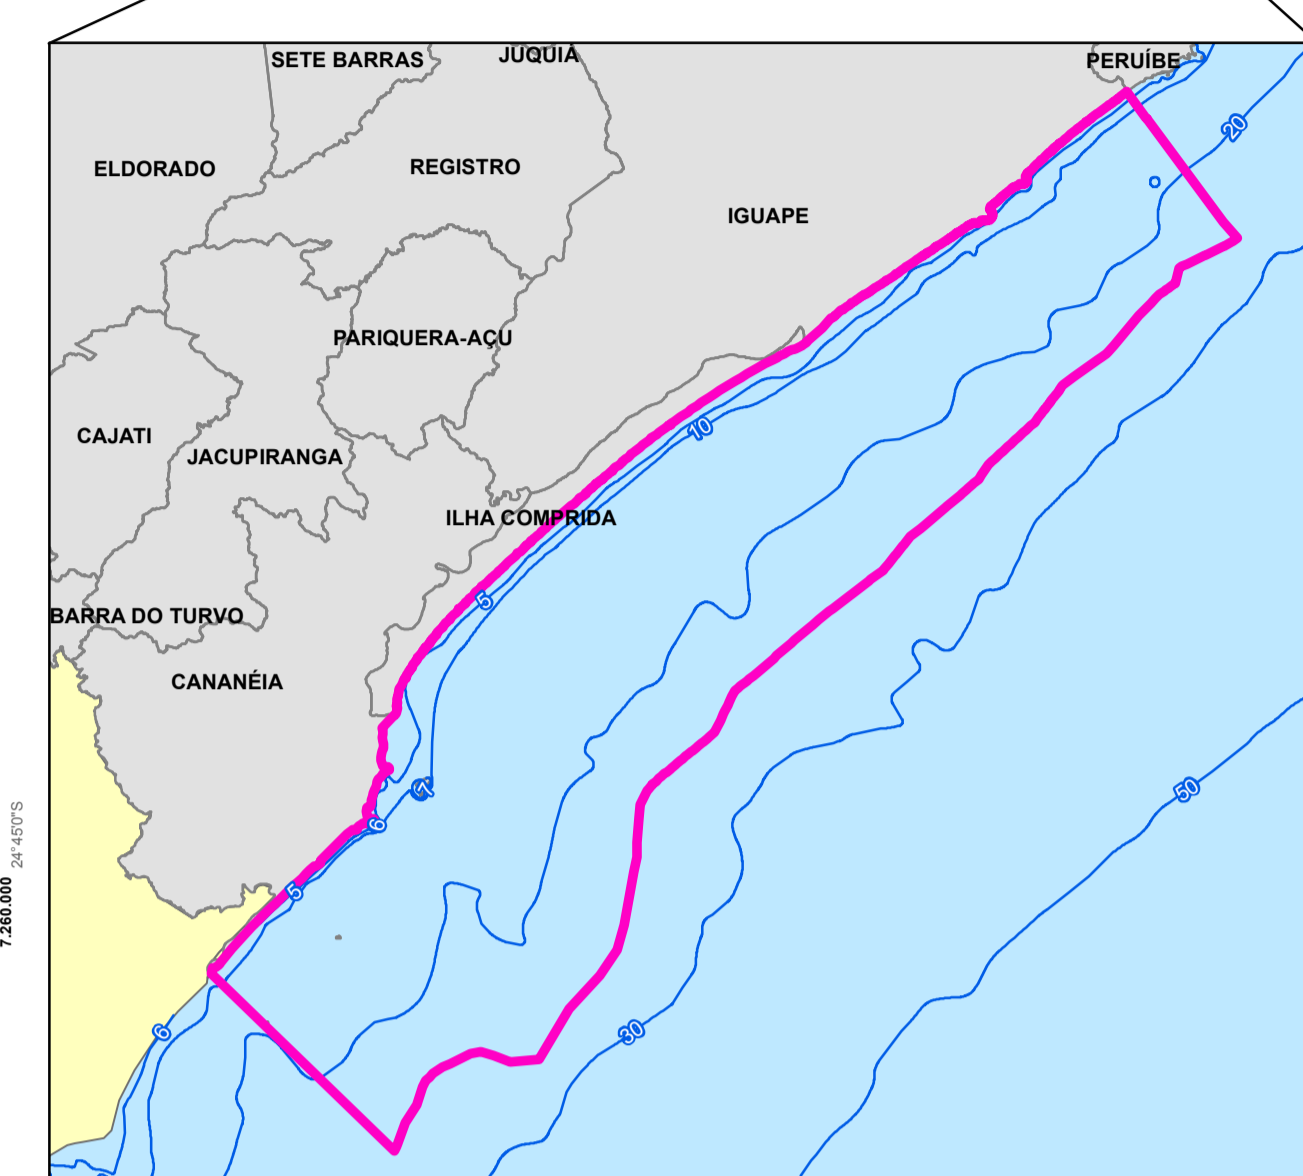 SETE BARRAS
JUQUIÁ
PERUÍBE
20
ELDORADO
REGISTRO
IGUAPE
PARIQUERA-AÇU
10
CAJATI
JACUPIRANGA
ILHA COMPRIDA
5
BARRA DO TURVO
CANANÉIA
7
50
6
24°45'0"S
5
7.260.000
6
30